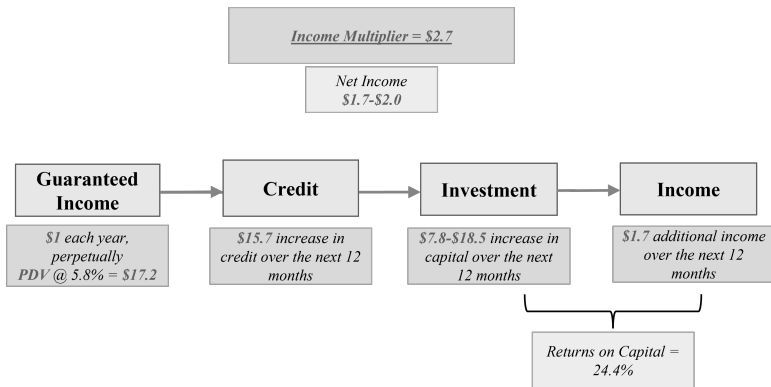 Income Multiplier = $2.7
Net Income
$1.7-$2.0
Guaranteed
Income
Credit
Investment
Income
$1 each year,
perpetually
PDV @ 5.8% = $17.2
$15.7 increase in
credit over the next 12
months
$7.8-$18.5 increase in
capital over the next
12 months
$1.7 additional income
over the next 12
months
Returns on Capital =
24.4%